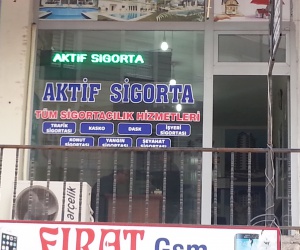 AKTIF SIGORTA
AKTİF SİGORTA
TÜM SİGORTACILIK HİZMETLERİ
TRAFİK SİGORTASI
KASKO
DASK
İŞYERİ SİGORTASI
KONUT SİGORTASI
YANGIN SİGORTASI
SEYAHAT SİGORTASI
arçelik
FIRAT Gsm